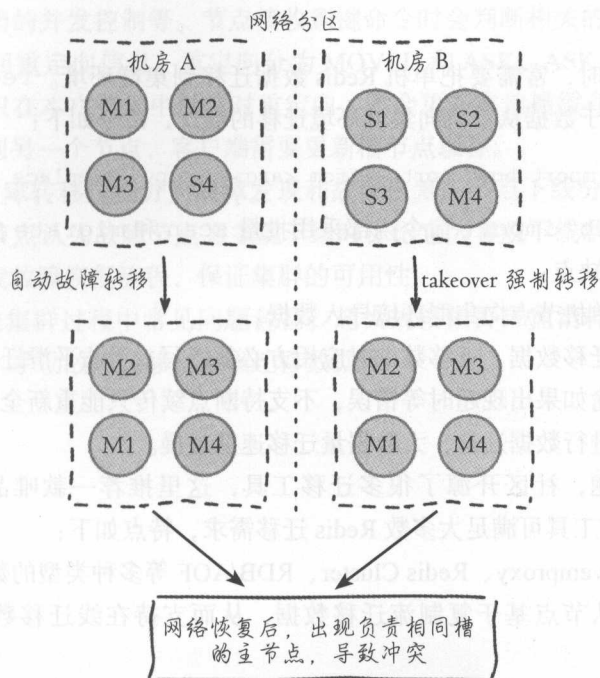 网络分区
机房 A
机房 B
M1
M2
S1
S2
M3
S4
S3
M4
自动故障转移
takeover 强制转移
M2
M3
M2
M3
M1
M4
M1
M4
网络恢复后，出现负责相同槽
的主节点，导致冲突